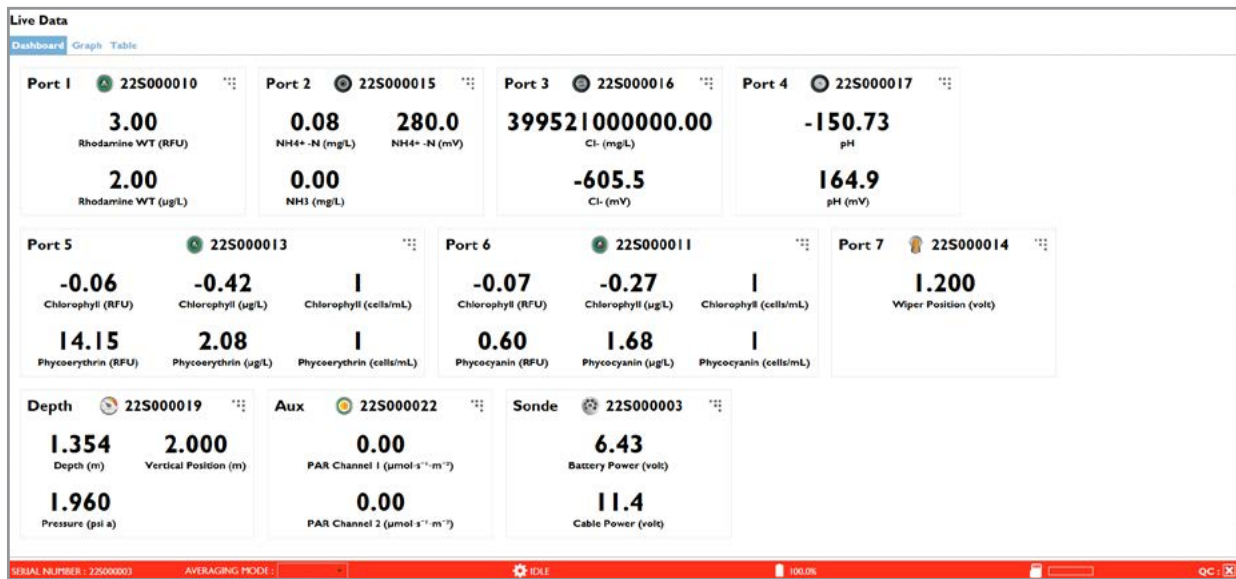 Live Data
Dashboard Graph Table
Port 1 22S000010 Port 2 22S000015 Port 3 22S000016 Port 4 22S000017
3.00 0.08 280.0 399521000000.00 -150.73
Rhodamine WT (RFU) NH4+ -N (mg/L) NH4+ -N (mV) Cl- (mg/L) pH
2.00 0.00 -605.5 164.9
Rhodamine WT (µg/L) NH3 (mg/L) Cl- (mV) pH (mV)
Port 5 22S000013 Port 6 22S000011 Port 7 22S000014
-0.06 -0.42 1 -0.07 -0.27 1 1.200
Chlorophyll (RFU) Chlorophyll (µg/L) Chlorophyll (cells/mL) Chlorophyll (RFU) Chlorophyll (µg/L) Chlorophyll (cells/mL) Wiper Position (volt)
14.15 2.08 1 0.60 1.68 1
Phycoerythrin (RFU) Phycoerythrin (µg/L) Phycoerythrin (cells/mL) Phycocyanin (RFU) Phycocyanin (µg/L) Phycocyanin (cells/mL)
Depth 22S000019 Aux 22S000022 Sonde 22S000003
1.354 2.000 0.00 6.43
Depth (m) Vertical Position (m) PAR Channel 1 (µmol·s⁻¹·m⁻²) Battery Power (volt)
1.960 0.00 11.4
Pressure (psi a) PAR Channel 2 (µmol·s⁻¹·m⁻²) Cable Power (volt)
SERIAL NUMBER : 22S000003 AVERAGING MODE : IDLE 100.0% QC :